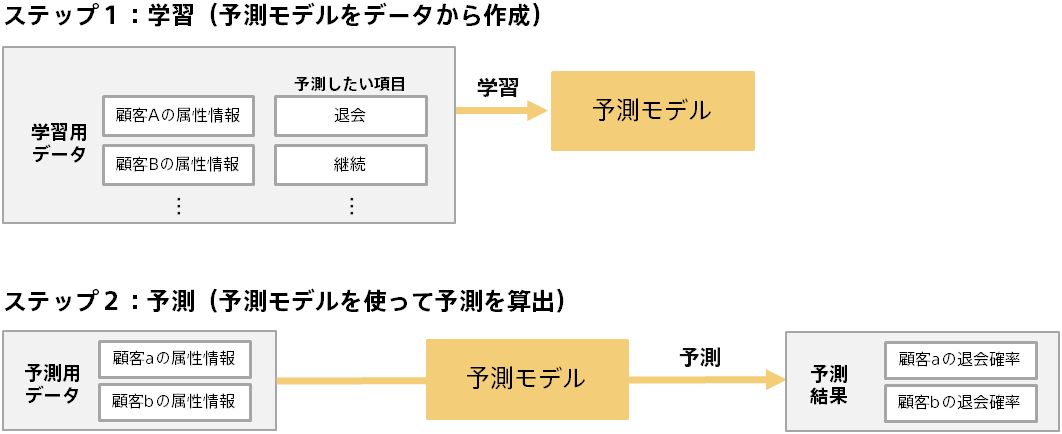 ステップ１：学習（予測モデルをデータから作成）
予測したい項目
学習用
データ
顧客Aの属性情報
退会
顧客Bの属性情報
継続
⋮
⋮
学習
予測モデル
ステップ２：予測（予測モデルを使って予測を算出）
予測用
データ
顧客aの属性情報
顧客bの属性情報
予測モデル
予測
予測
結果
顧客aの退会確率
顧客bの退会確率